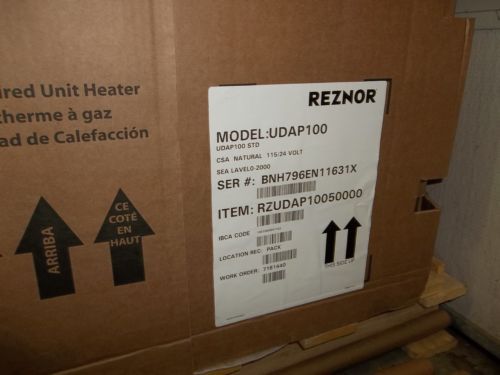 ired Unit Heater
therme à gaz
ad de Calefacción
ARRIBA
CE
COTÉ
EN
HAUT
REZNOR
MODEL:UDAP100
UDAP100 STD
CSA NATURAL 115/24 VOLT
SEA LAVELO-2000
SER #: BNH796EN11631X
ITEM: RZUDAP10050000
IBCA CODE
LOCATION REC: PACK
WORK ORDER: 7181640
THIS SIDE UP